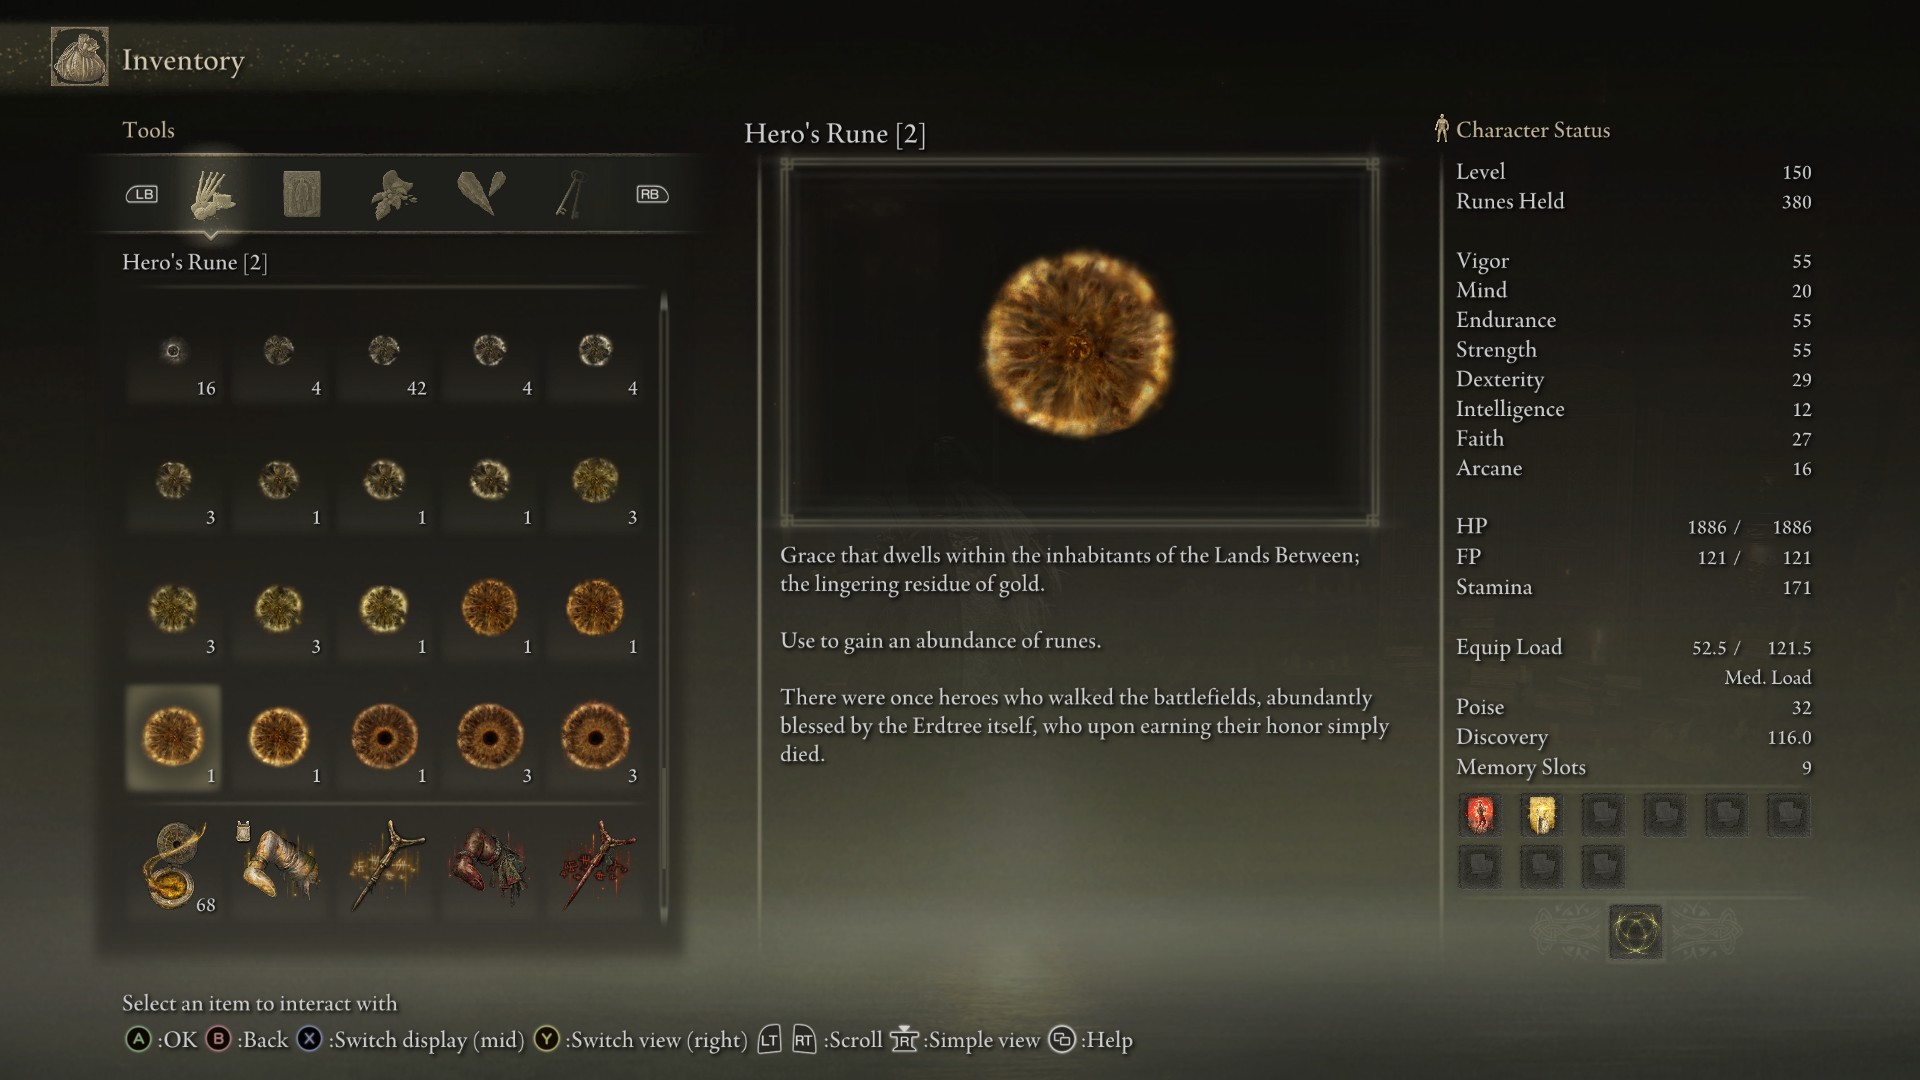 Inventory
Tools
LB
RB
Hero's Rune [2]
16 4 42 4 4
3 1 1 1 3
3 3 1 1 1
1 1 1 3 3
68
Hero's Rune [2]
Grace that dwells within the inhabitants of the Lands Between;
the lingering residue of gold.
Use to gain an abundance of runes.
There were once heroes who walked the battlefields, abundantly
blessed by the Erdtree itself, who upon earning their honor simply
died.
Character Status
Level 150
Runes Held 380
Vigor 55
Mind 20
Endurance 55
Strength 55
Dexterity 29
Intelligence 12
Faith 27
Arcane 16
HP 1886 / 1886
FP 121 / 121
Stamina 171
Equip Load 52.5 / 121.5
Med. Load
Poise 32
Discovery 116.0
Memory Slots 9
Select an item to interact with
A :OK B :Back X :Switch display (mid) Y :Switch view (right) LT RT :Scroll R :Simple view :Help